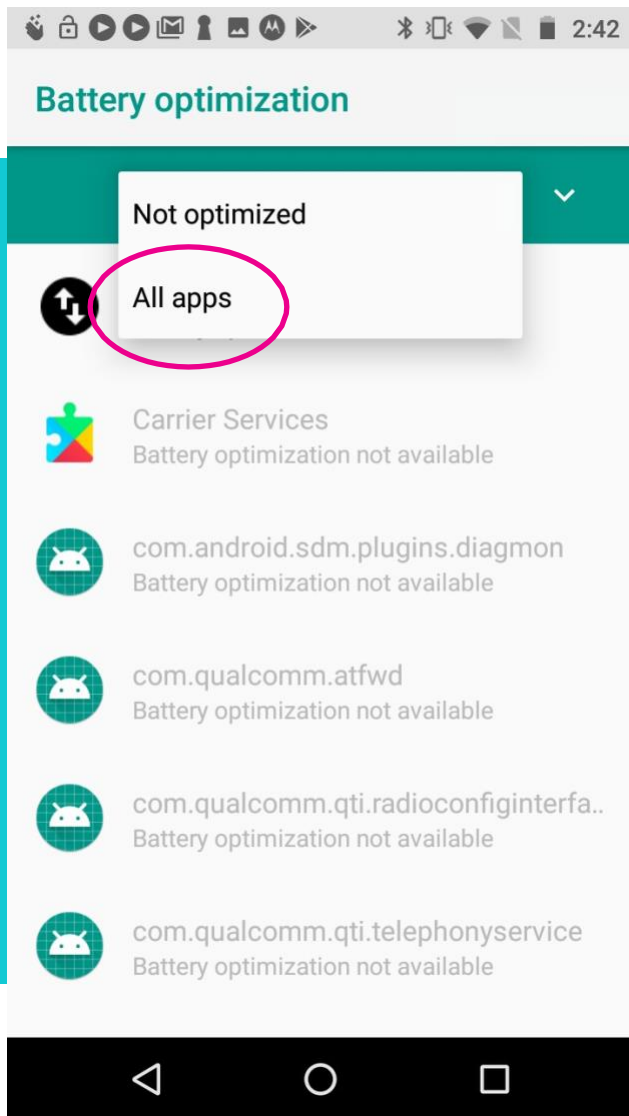 2:42
Battery optimization
Not optimized
All apps
Carrier Services
Battery optimization not available
com.android.sdm.plugins.diagmon
Battery optimization not available
com.qualcomm.atfwd
Battery optimization not available
com.qualcomm.qti.radioconfiginterfa..
Battery optimization not available
com.qualcomm.qti.telephonyservice
Battery optimization not available